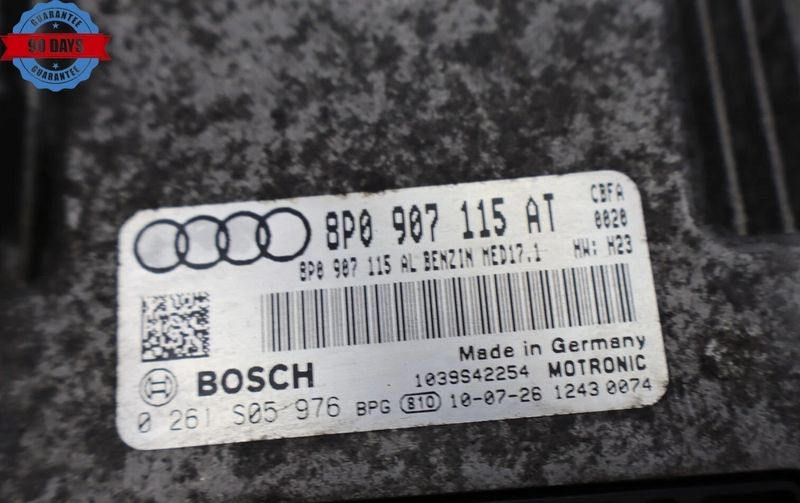 GUARANTEE
90 DAYS
GUARANTEE
8P0 907 115 AT
CBFA
0020
8P0 907 115 AL BENZIN MED17.1
HW: H23
Made in Germany
BOSCH
1039S42254 MOTRONIC
0 261 S05 976 BPG 810 10-07-26 1243 0074